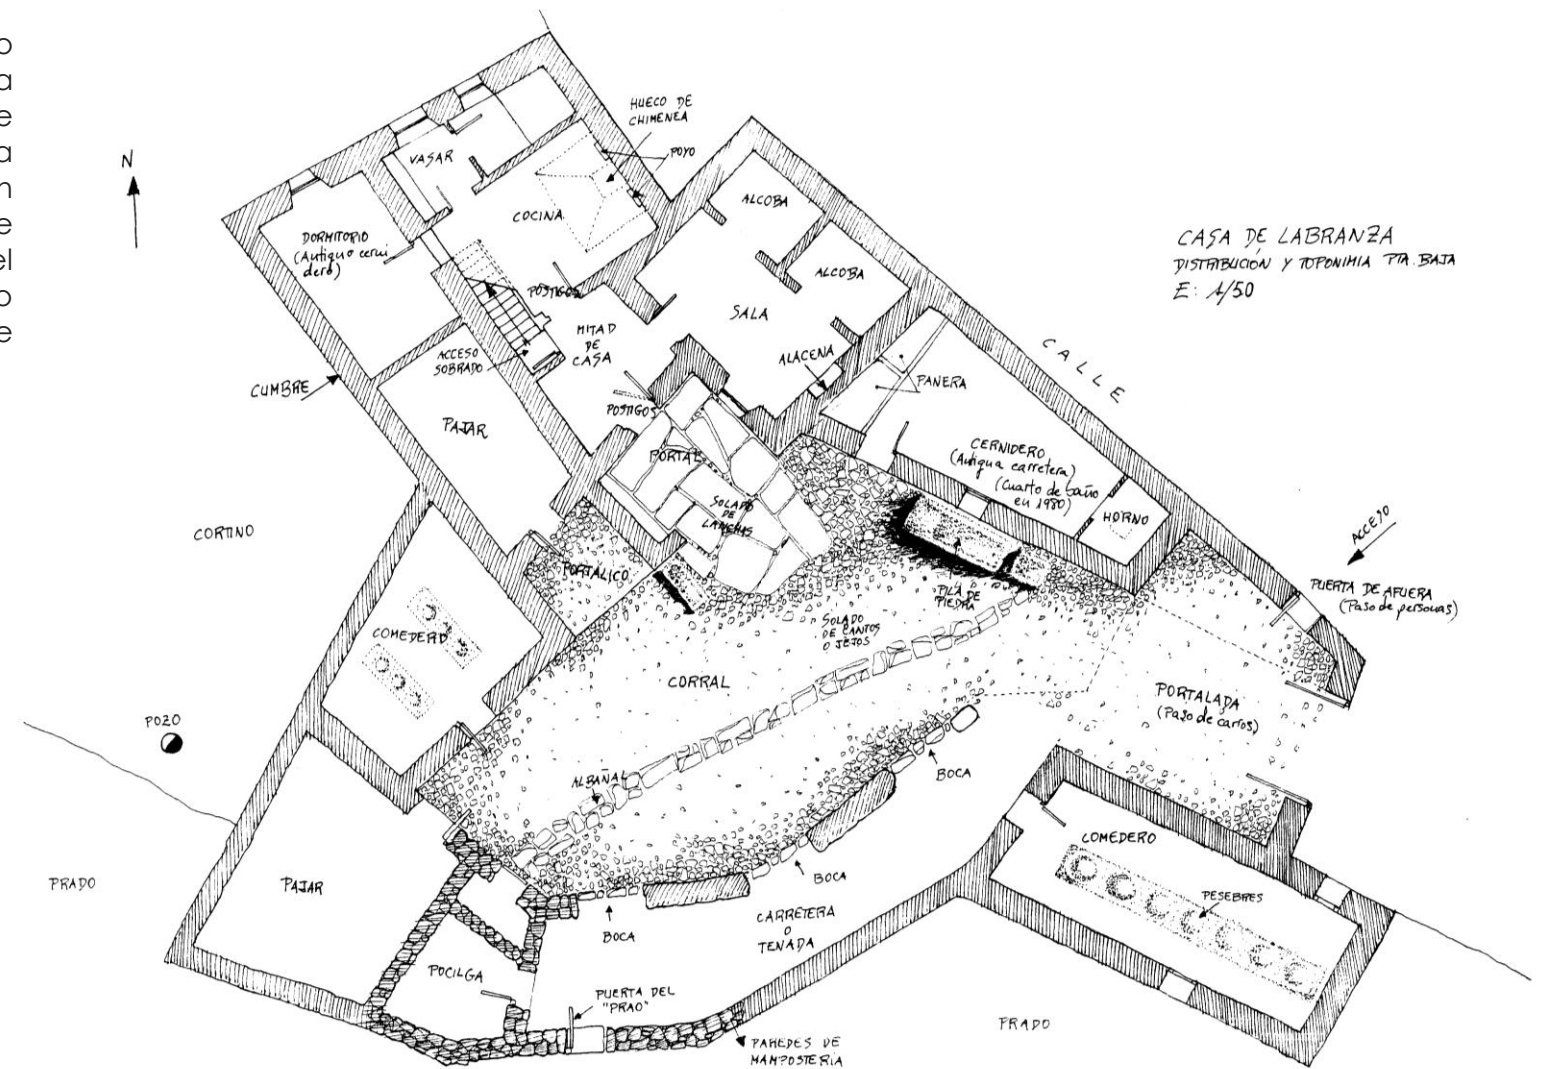 o
a
e
a
n
e
el
o
e
N
HUECO DE
CHIMENEA
POYO
VASAR
COCINA
DORMITORIO
(Antiguo cerni
dero)
ALCOBA
ALCOBA
SALA
CASA DE LABRANZA
DISTRIBUCIÓN Y TOPONIMIA PTA. BAJA
E: 1/50
POSTIGOS
MITAD
DE
CASA
ACCESO
SOBRADO
ALACENA
CALLE
PANERA
CUMBRE
PAJAR
POSTIGOS
PORTAL
SOLADO
DE
LANCHAS
CERNIDERO
(Antigua carretera)
(Cuarto de baño
en 1980)
HORNO
ACCESO
CORTINO
PORTALICO
PILA DE
PIEDRA
PUERTA DE AFUERA
(Paso de personas)
COMEDERO
SOLADO
DE CANTOS
O JEJOS
CORRAL
PORTALADA
(Paso de carros)
POZO
ALBAÑAL
BOCA
COMEDERO
PRADO
PAJAR
BOCA
PESEBRES
CARRETERA
O
TENADA
BOCA
POCILGA
PUERTA DEL
"PRAO"
PRADO
PAREDES DE
MAMPOSTERÍA